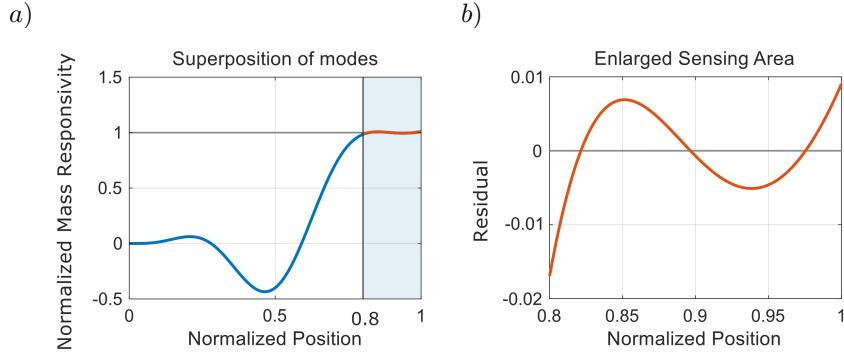 a)
Superposition of modes
Normalized Mass Responsivity
1.5
1
0.5
0
-0.5
0
0.5
0.8
1
Normalized Position
b)
Enlarged Sensing Area
Residual
0.01
0
-0.01
-0.02
0.8
0.85
0.9
0.95
1
Normalized Position